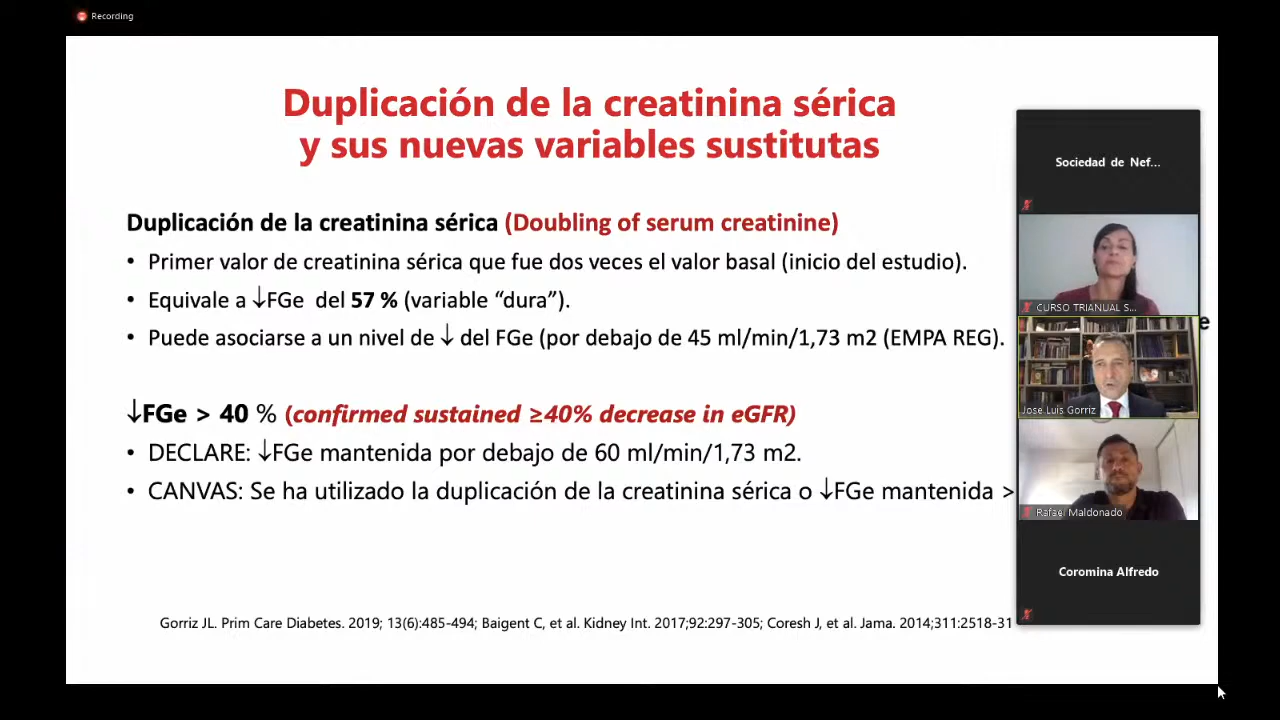 Recording
Duplicación de la creatinina sérica
y sus nuevas variables sustitutas
Duplicación de la creatinina sérica (Doubling of serum creatinine)
• Primer valor de creatinina sérica que fue dos veces el valor basal (inicio del estudio).
• Equivale a ↓FGe del 57 % (variable “dura”).
• Puede asociarse a un nivel de ↓ del FGe (por debajo de 45 ml/min/1,73 m2 (EMPA REG).
↓FGe > 40 % (confirmed sustained ≥40% decrease in eGFR)
• DECLARE: ↓FGe mantenida por debajo de 60 ml/min/1,73 m2.
• CANVAS: Se ha utilizado la duplicación de la creatinina sérica o ↓FGe mantenida >
Gorriz JL. Prim Care Diabetes. 2019; 13(6):485-494; Baigent C, et al. Kidney Int. 2017;92:297-305; Coresh J, et al. Jama. 2014;311:2518-31
Sociedad de Nef...
CURSO TRIANUAL S...
e
Jose Luis Gorriz
Rafael Maldonado
Coromina Alfredo